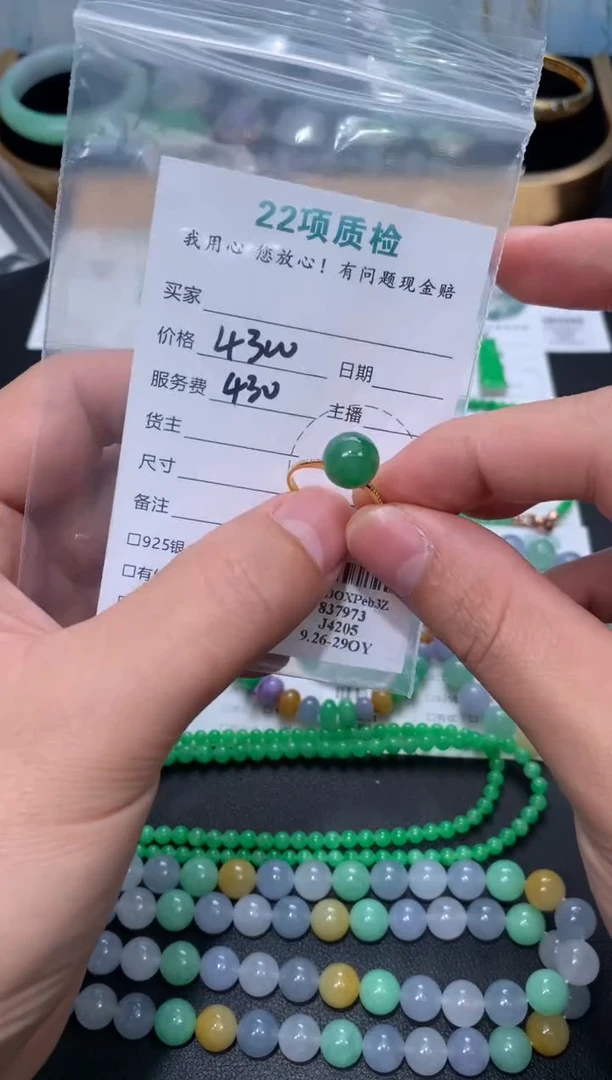 22项质检
我用心 您放心！有问题现金赔
买家
价格 4300
日期
服务费 430
主播
货主
尺寸
备注
□925银
OXPeb3Z
837973
J4205
9.26-29OY